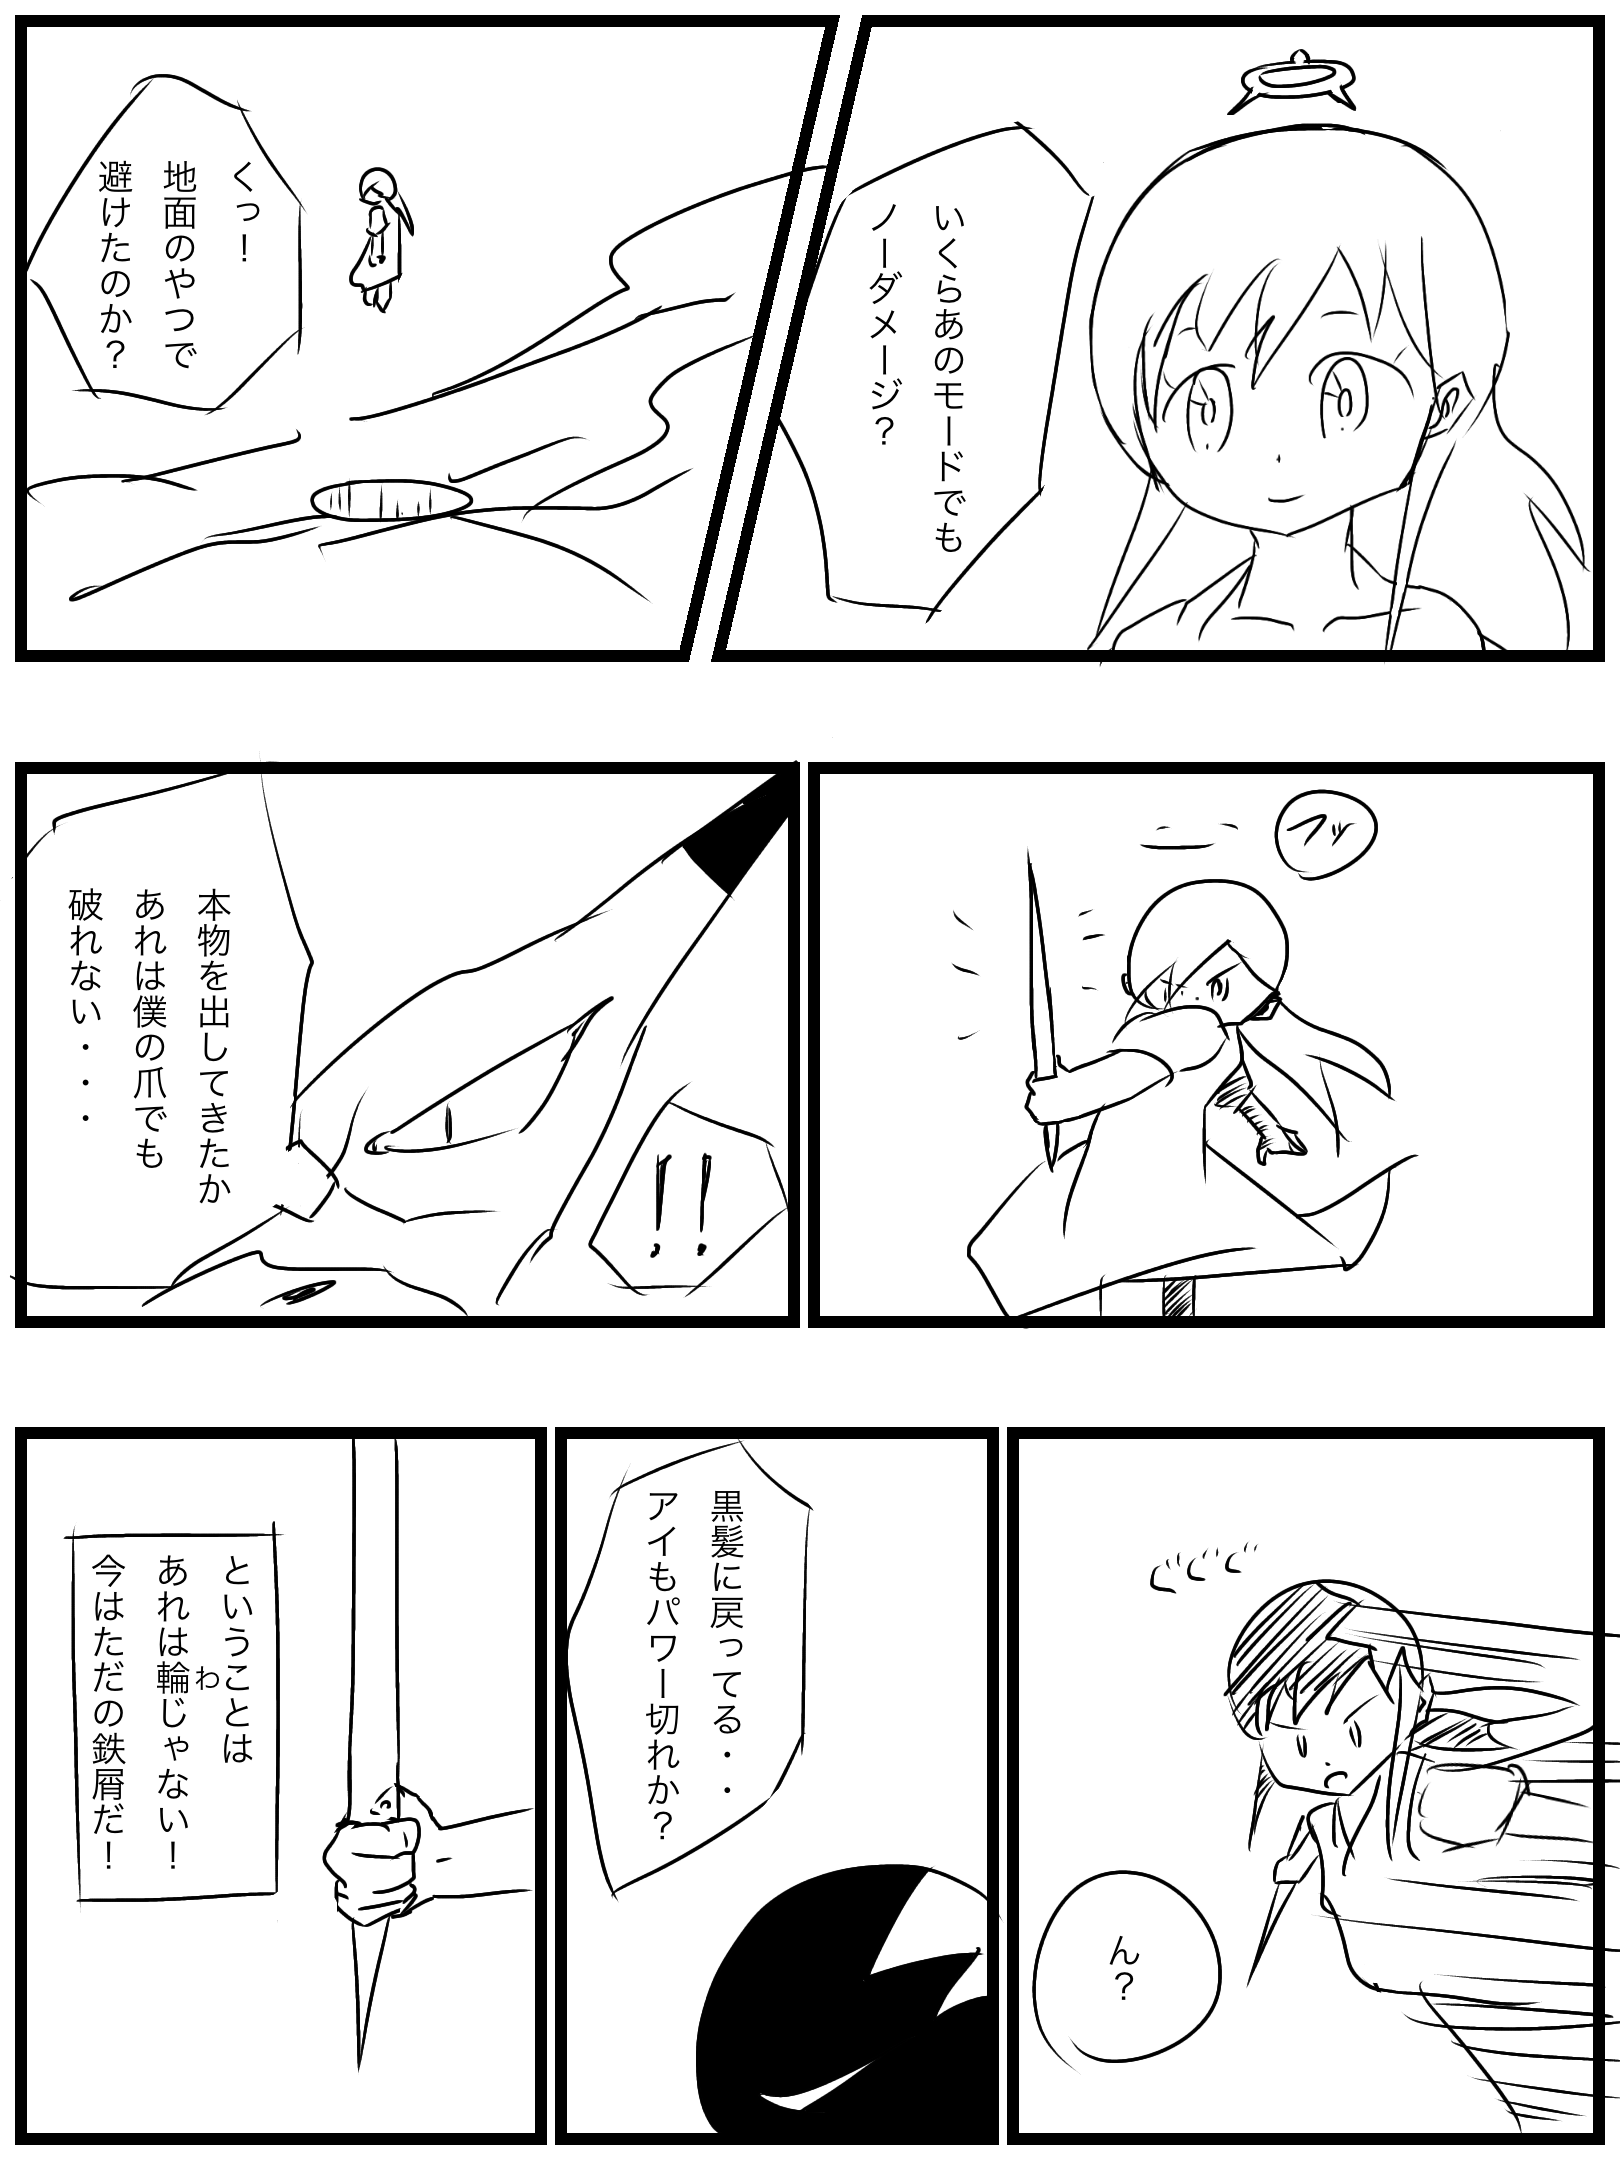 いくらあのモードでも
ノーダメージ？
くっ！
地面のやつで
避けたのか？
フッ
！！
本物を出してきたか
あれは僕の爪でも
破れない・・・
ん？
黒髪に戻ってる・・
アイもパワー切れか？
ということは
あれは輪じゃない！
わ
今はただの鉄屑だ！